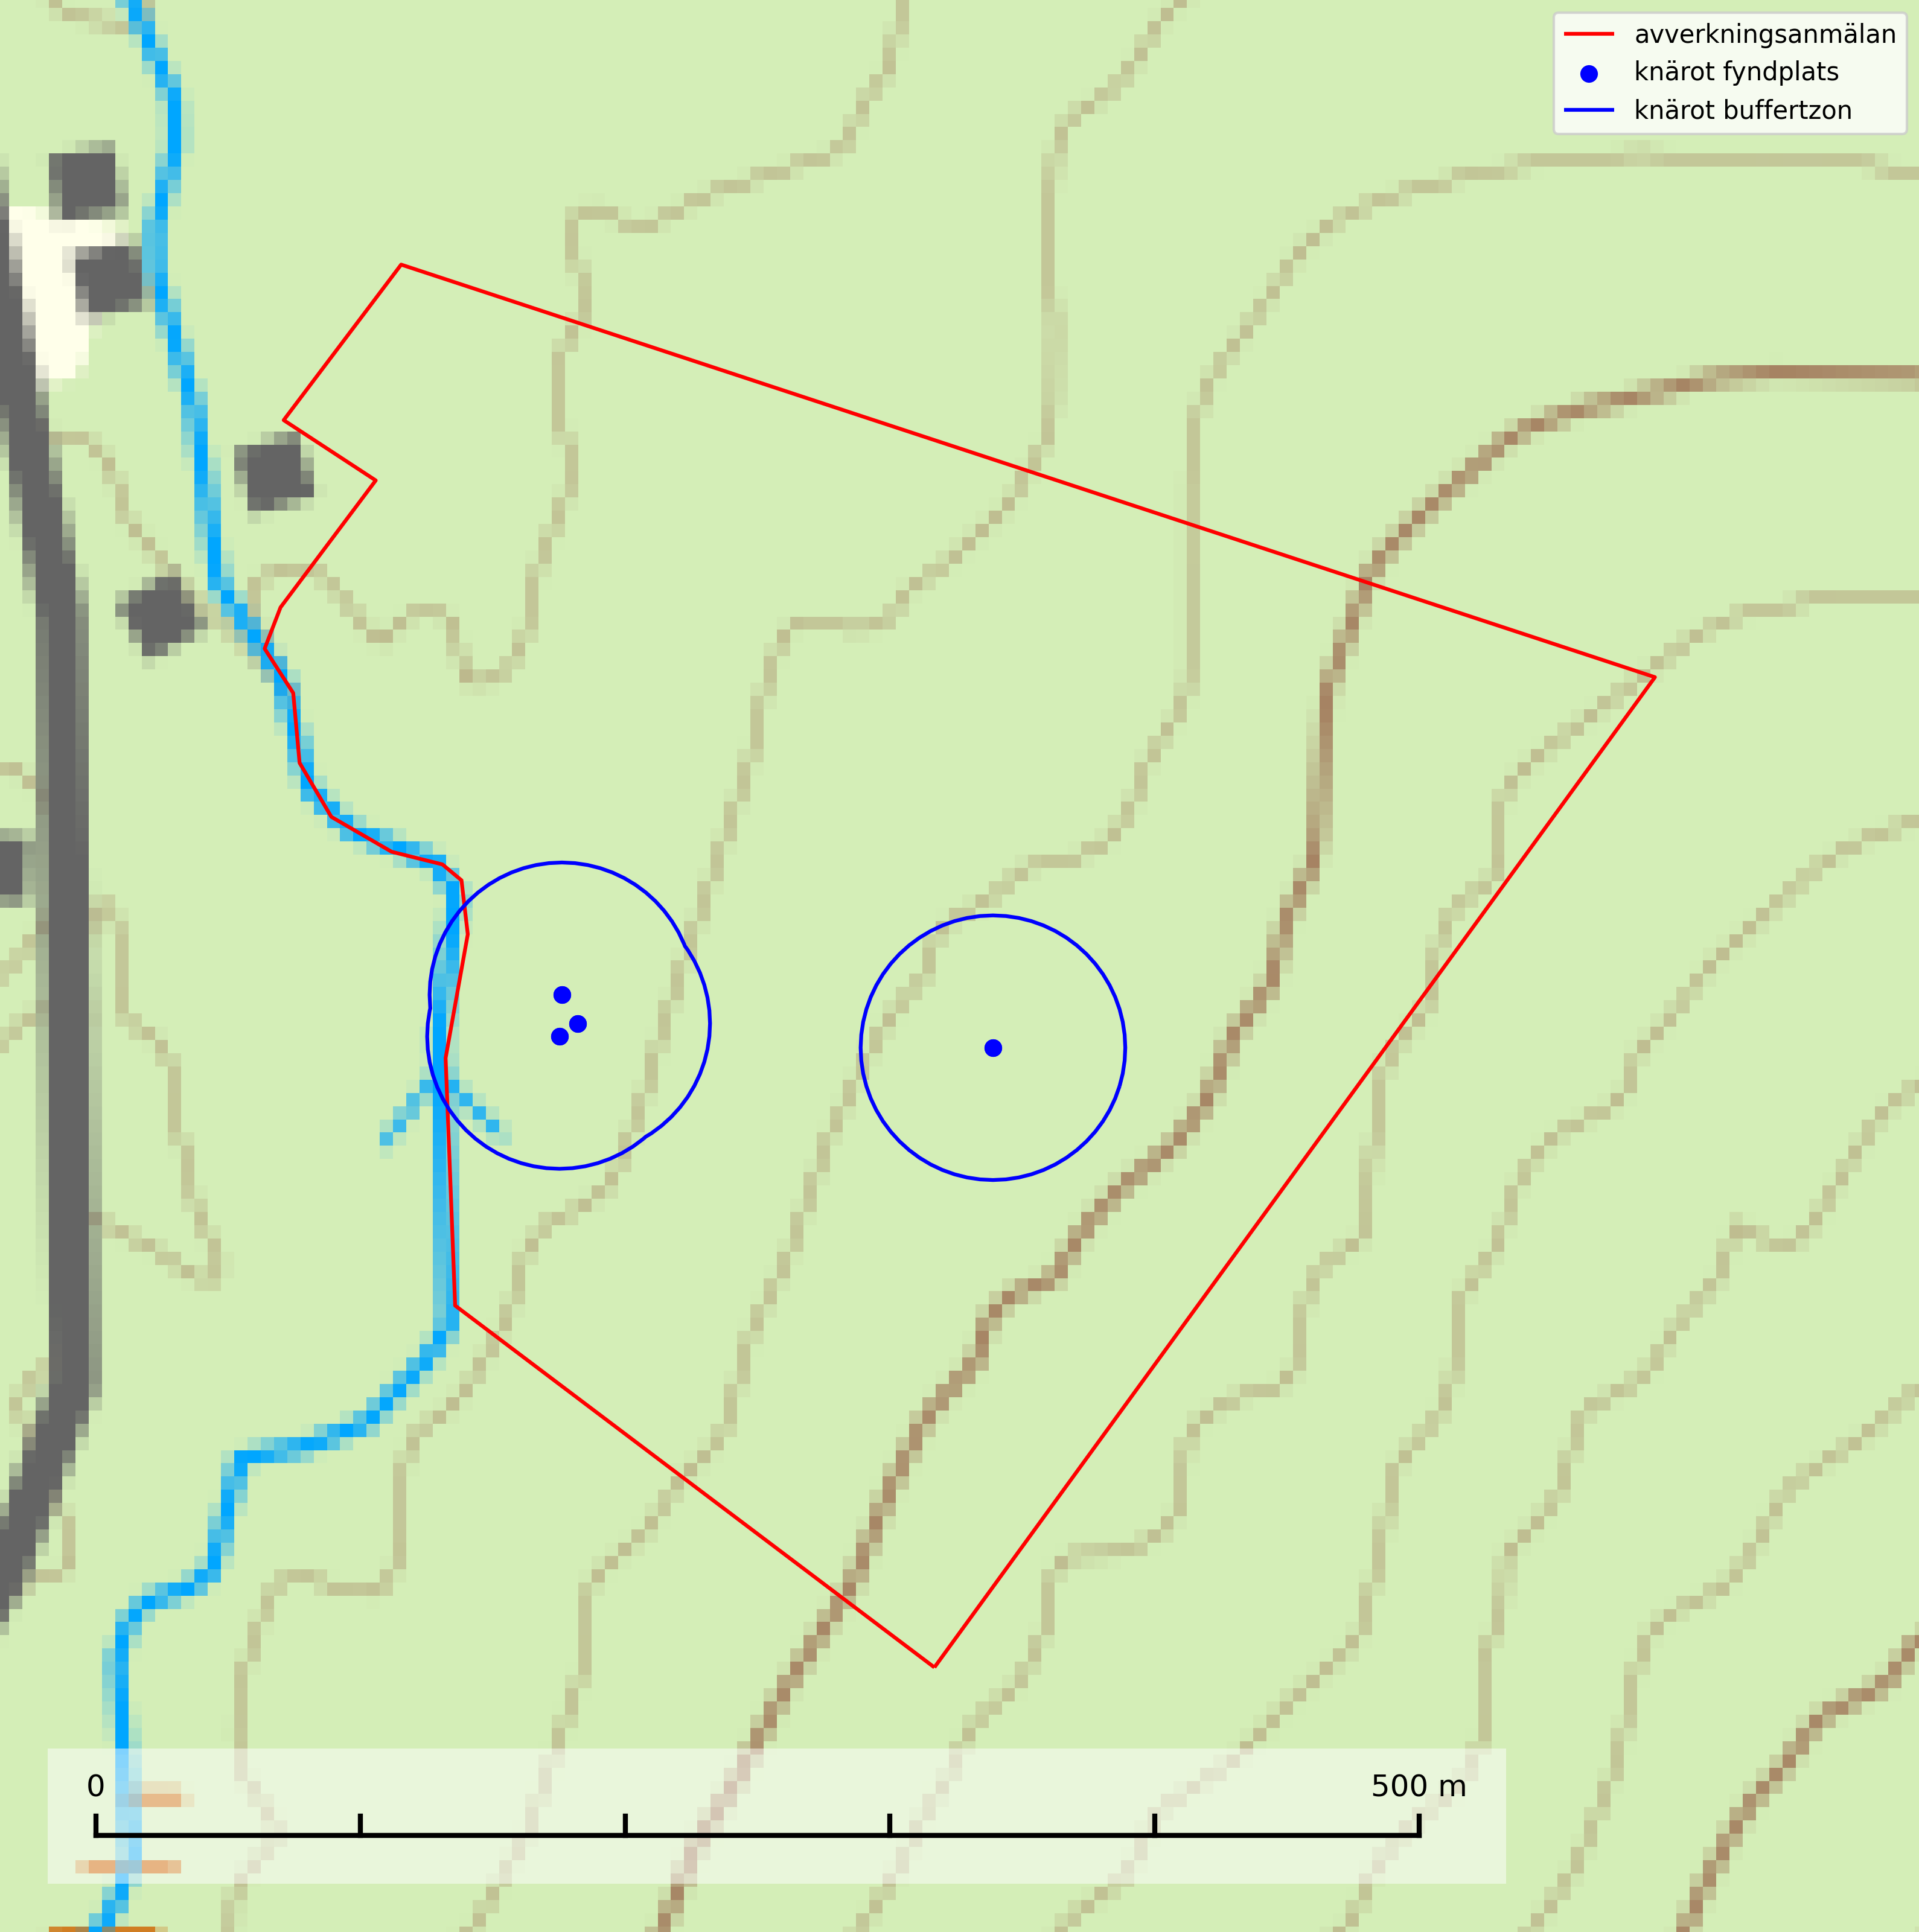 avverkningsanmälan
knärot fyndplats
knärot buffertzon
0 500 m